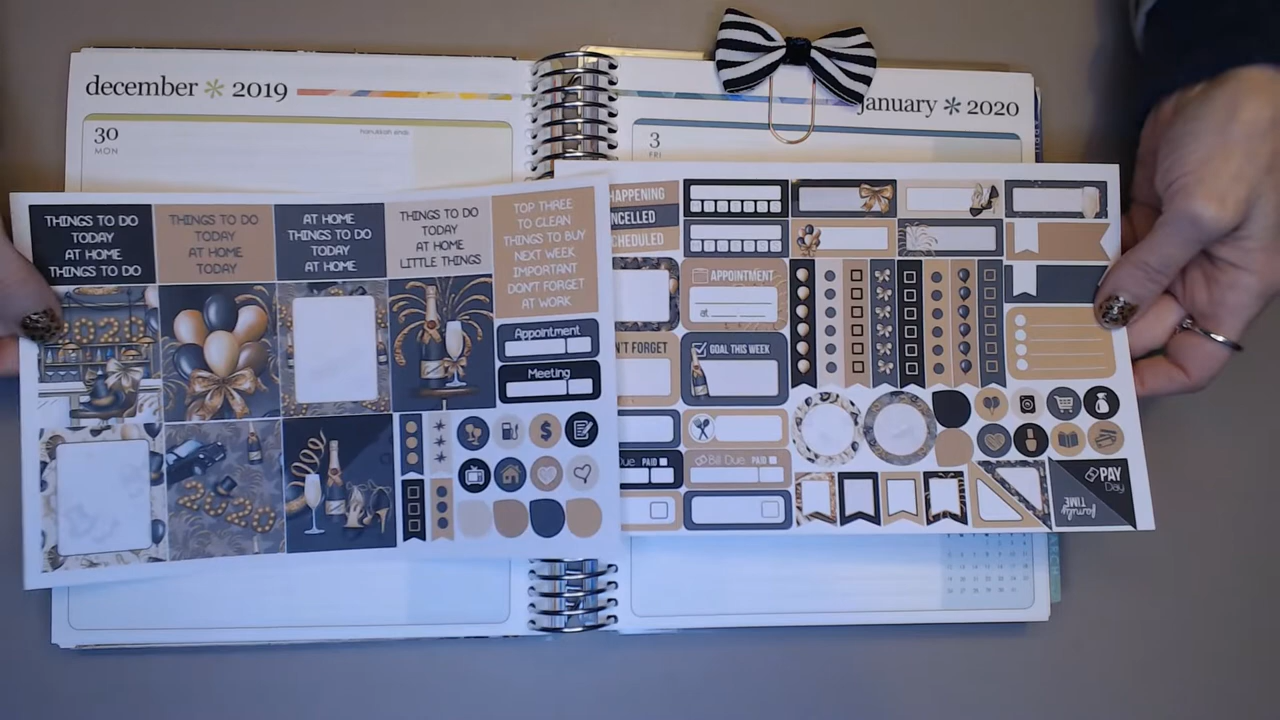 december * 2019
january * 2020
30
MON
hanukkah ends
3
FRI
THINGS TO DO
TODAY
AT HOME
THINGS TO DO
THINGS TO DO
TODAY
AT HOME
TODAY
AT HOME
THINGS TO DO
TODAY
AT HOME
THINGS TO DO
TODAY
AT HOME
LITTLE THINGS
TOP THREE
TO CLEAN
THINGS TO BUY
NEXT WEEK
IMPORTANT
DON'T FORGET
AT WORK
2020
Appointment
Meeting
2020
$
HAPPENING
NCELLED
CHEDULED
APPOINTMENT
at
N'T FORGET
GOAL THIS WEEK
Due PAID
Bill Due PAID
$
PAY
Day
family
TIME